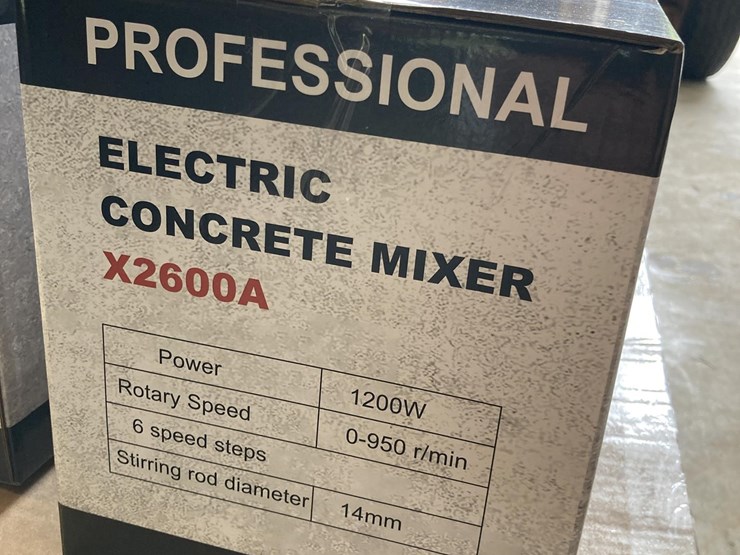 PROFESSIONAL
ELECTRIC
CONCRETE MIXER
X2600A
Power 1200W
Rotary Speed 0-950 r/min
6 speed steps
Stirring rod diameter 14mm